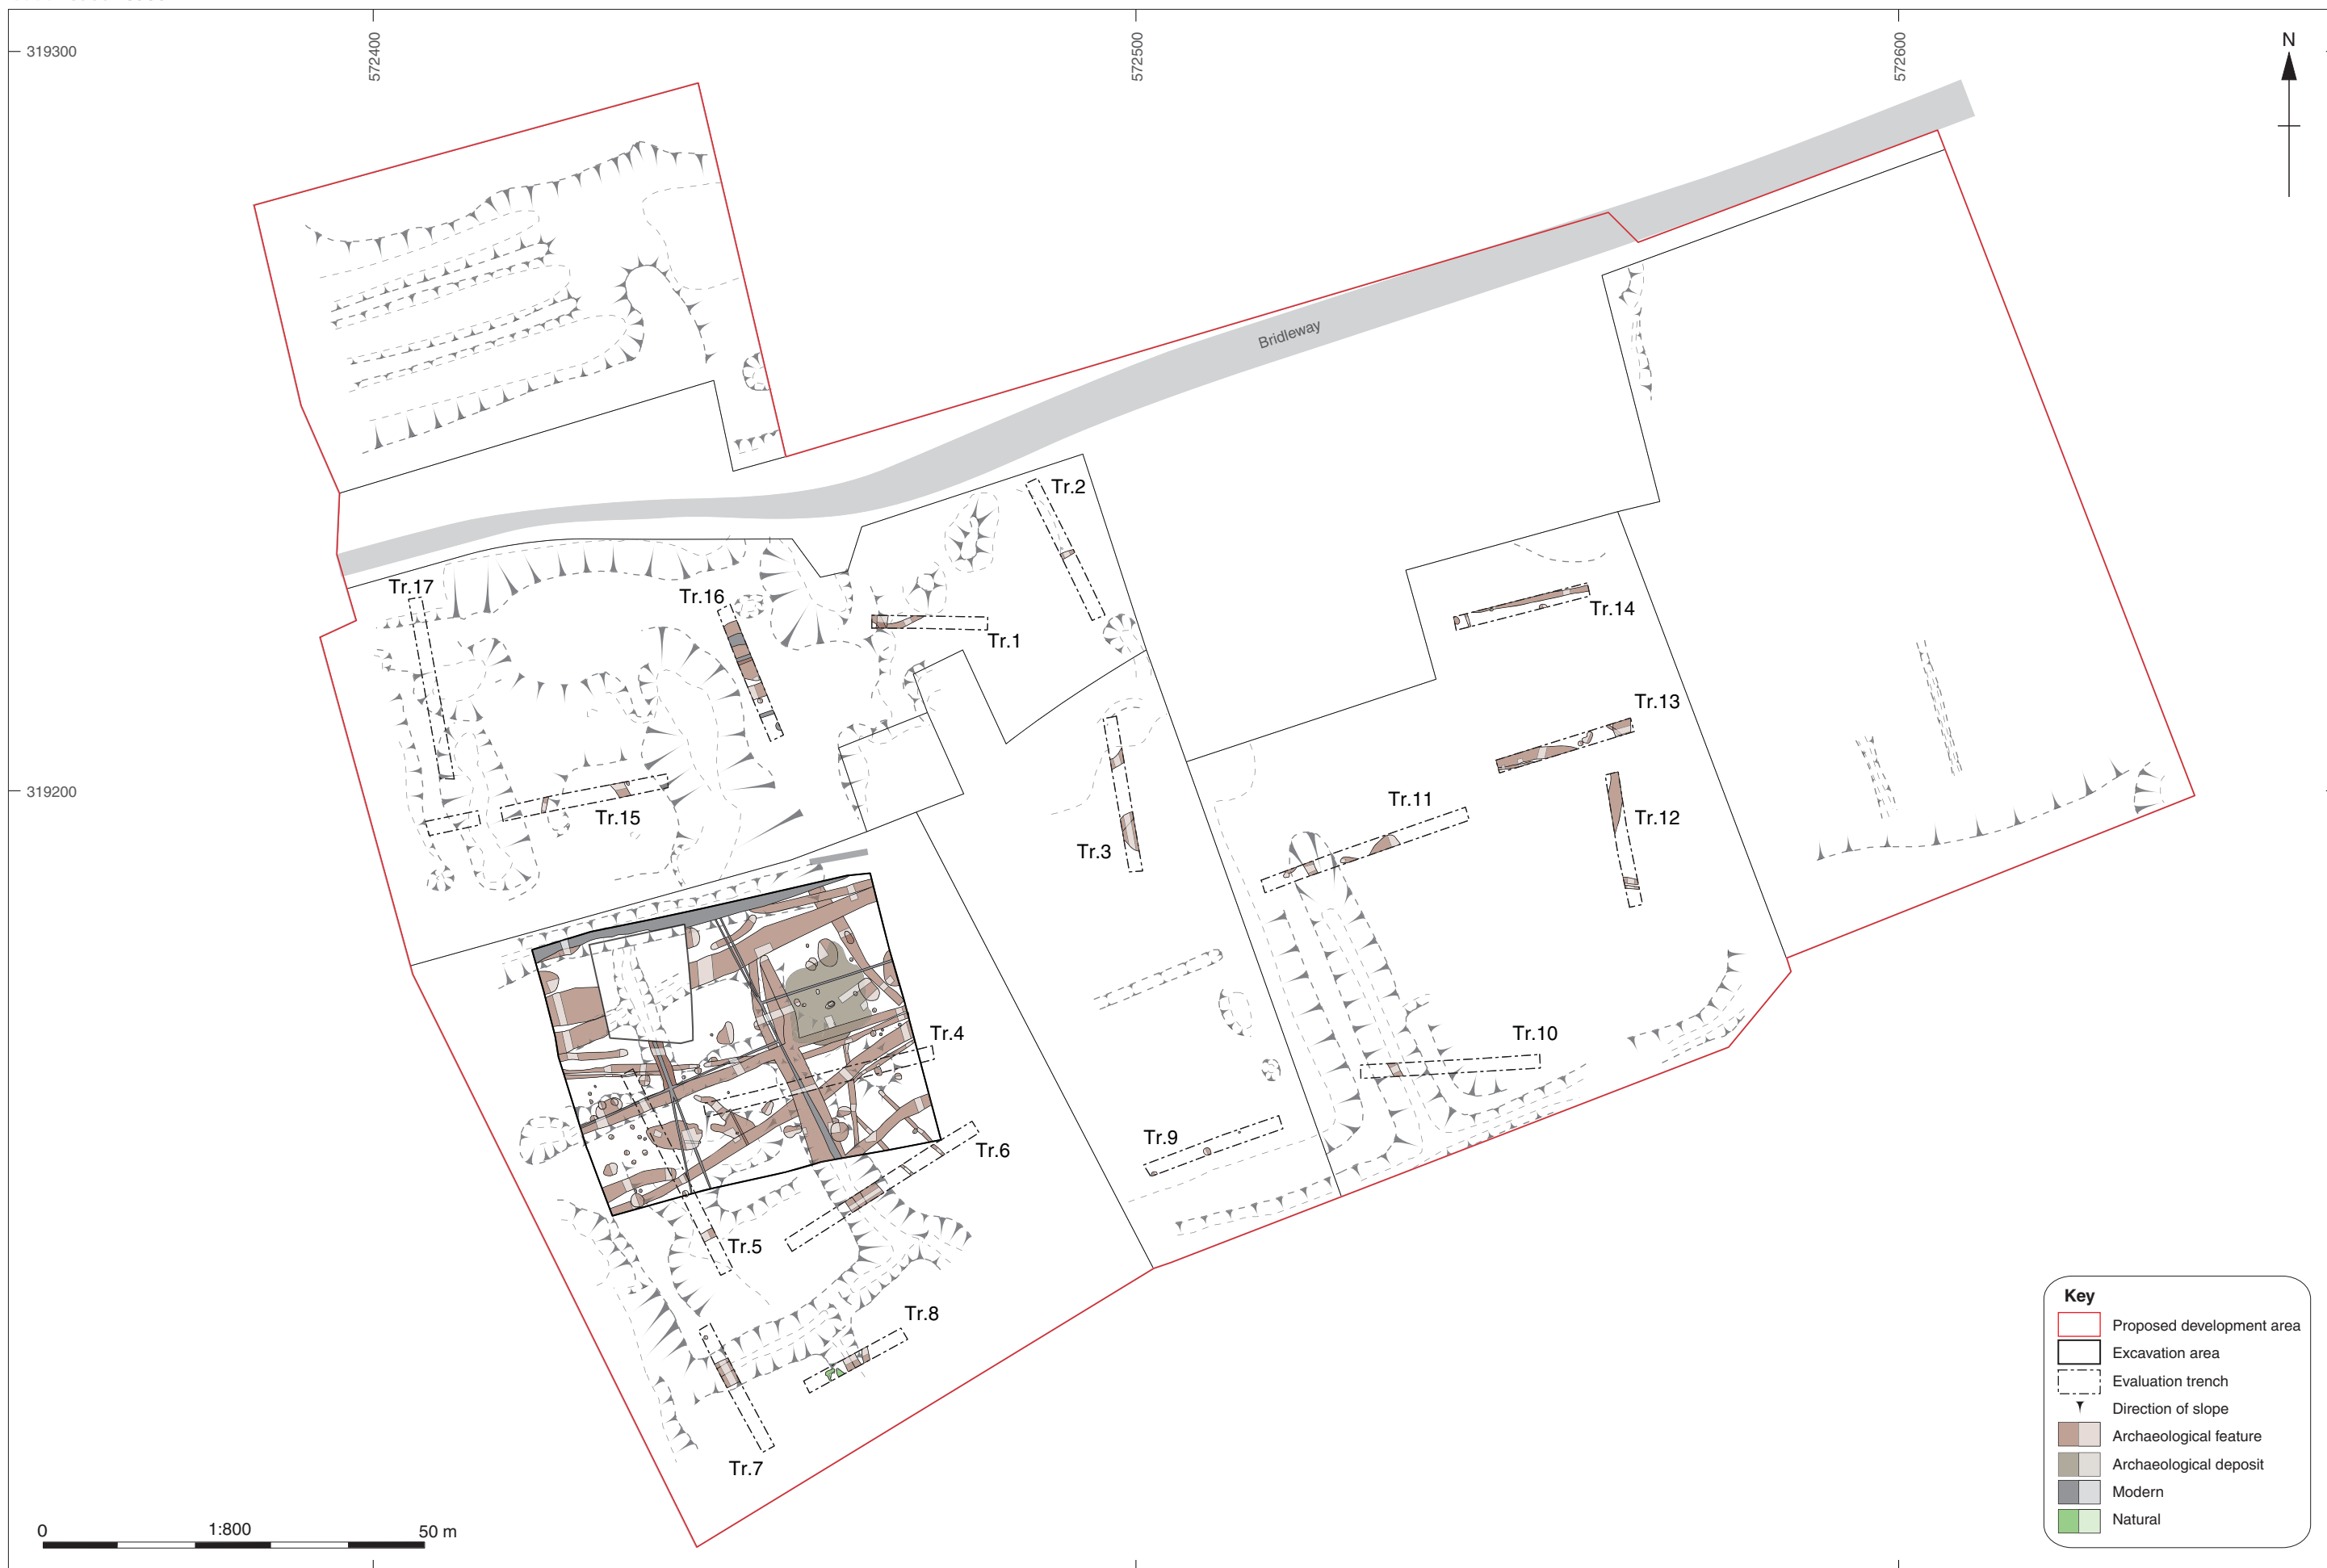 572400
572500
572600
319300
N
Bridleway
Tr.2
Tr.17
Tr.16
Tr.14
Tr.1
Tr.13
319200
Tr.11
Tr.15
Tr.12
Tr.3
Tr.4
Tr.10
Tr.9
Tr.6
Tr.5
Tr.8
Tr.7
Key
Proposed development area
Excavation area
Evaluation trench
Direction of slope
Archaeological feature
Archaeological deposit
Modern
Natural
0 1:800 50 m